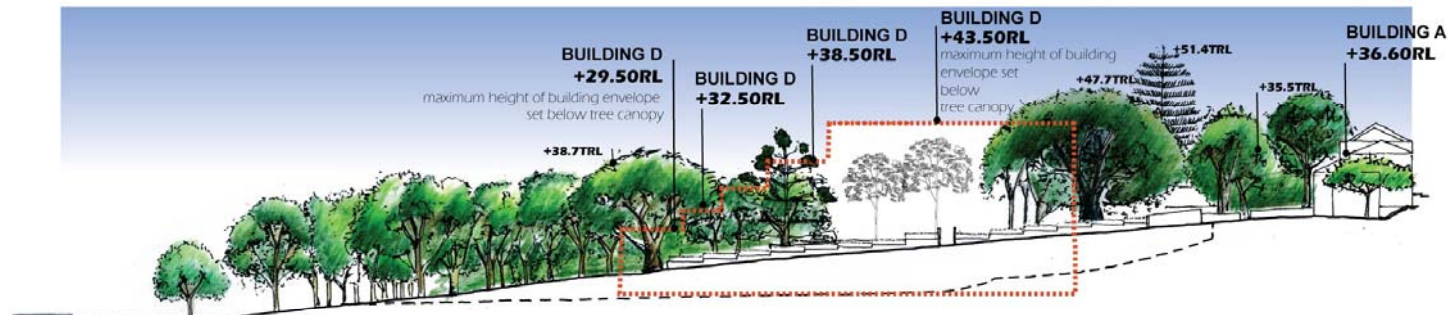 BUILDING D
+29.50RL
maximum height of building envelope
set below tree canopy
BUILDING D
+32.50RL
BUILDING D
+38.50RL
BUILDING D
+43.50RL
maximum height of building
envelope set
below
tree canopy
BUILDING A
+36.60RL
+38.7TRL
+47.7TRL
+51.4TRL
+35.5TRL